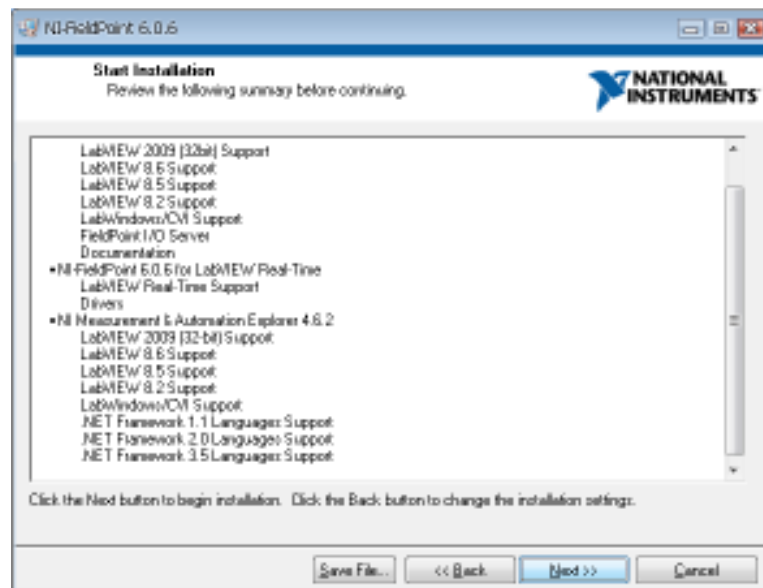 NI-FieldPoint 6.0.6
Start Installation
Review the following summary before continuing.
NATIONAL
INSTRUMENTS
LabVIEW 2009 (32bit) Support
LabVIEW 8.6 Support
LabVIEW 8.5 Support
LabVIEW 8.2 Support
LabWindows/CVI Support
FieldPoint I/O Server
Documentation
•NI-FieldPoint 6.0.6 for LabVIEW Real-Time
LabVIEW Real-Time Support
Drivers
•NI Measurement & Automation Explorer 4.6.2
LabVIEW 2009 (32-bit) Support
LabVIEW 8.6 Support
LabVIEW 8.5 Support
LabVIEW 8.2 Support
LabWindows/CVI Support
.NET Framework 1.1 Languages Support
.NET Framework 2.0 Languages Support
.NET Framework 3.5 Languages Support
Click the Next button to begin installation. Click the Back button to change the installation settings.
Save File...
<< Back
Next >>
Cancel